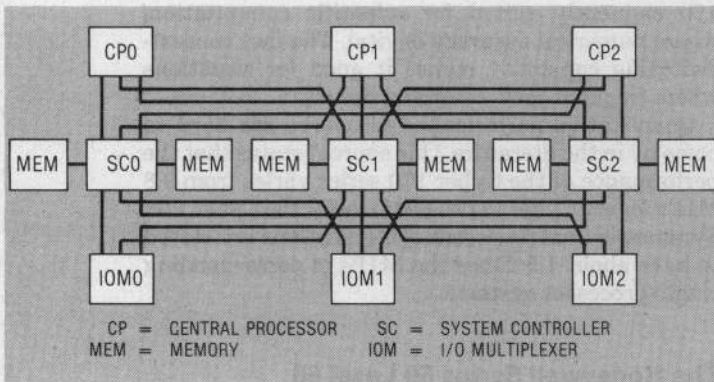 CP0 CP1 CP2
MEM SC0 MEM MEM SC1 MEM MEM SC2 MEM
IOM0 IOM1 IOM2
CP = CENTRAL PROCESSOR SC = SYSTEM CONTROLLER
MEM = MEMORY IOM = I/O MULTIPLEXER